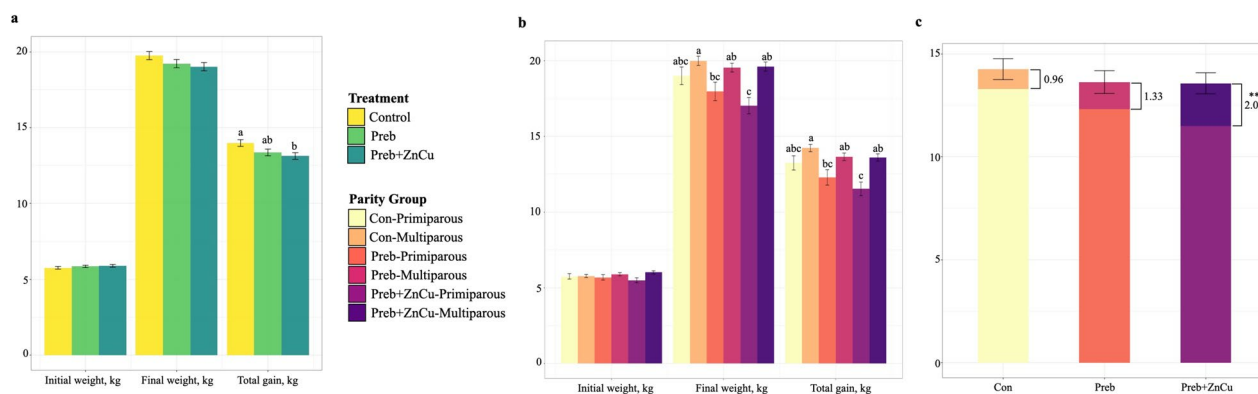 a
20
15
10
5
0
Initial weight, kg Final weight, kg Total gain, kg
a
ab
b
Treatment
Control
Preb
Preb+ZnCu
Parity Group
Con-Primiparous
Con-Multiparous
Preb-Primiparous
Preb-Multiparous
Preb+ZnCu-Primiparous
Preb+ZnCu-Multiparous
b
20
15
10
5
0
abc a bc ab c ab
abc a bc ab c ab
Initial weight, kg Final weight, kg Total gain, kg
c
15
10
5
0
0.96
1.33
**
2.0
Con Preb Preb+ZnCu